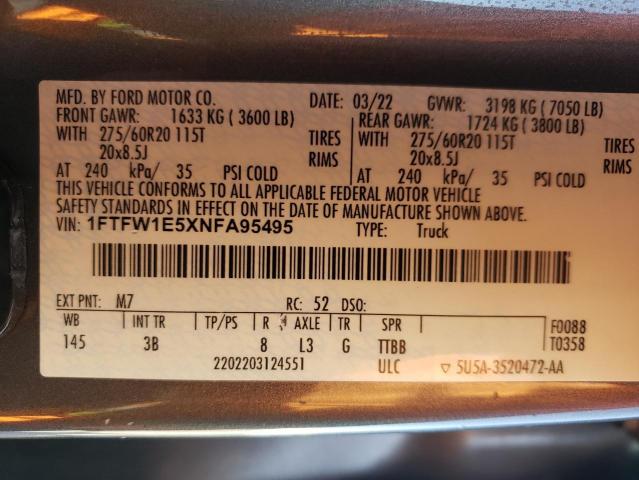 MFD. BY FORD MOTOR CO. DATE: 03/22 GVWR: 3198 KG ( 7050 LB)
FRONT GAWR: 1633 KG ( 3600 LB) REAR GAWR: 1724 KG ( 3800 LB)
WITH 275/60R20 115T TIRES WITH 275/60R20 115T TIRES
20x8.5J RIMS 20x8.5J RIMS
AT 240 kPa/ 35 PSI COLD AT 240 kPa/ 35 PSI COLD
THIS VEHICLE CONFORMS TO ALL APPLICABLE FEDERAL MOTOR VEHICLE
SAFETY STANDARDS IN EFFECT ON THE DATE OF MANUFACTURE SHOWN ABOVE.
VIN: 1FTFW1E5XNFA95495 TYPE: Truck
EXT PNT: M7 RC: 52 DSO:
WB INT TR TP/PS R AXLE TR SPR F0088
145 3B 8 L3 G TTBB T0358
2202203124551 ULC ▽ 5U5A-3520472-AA